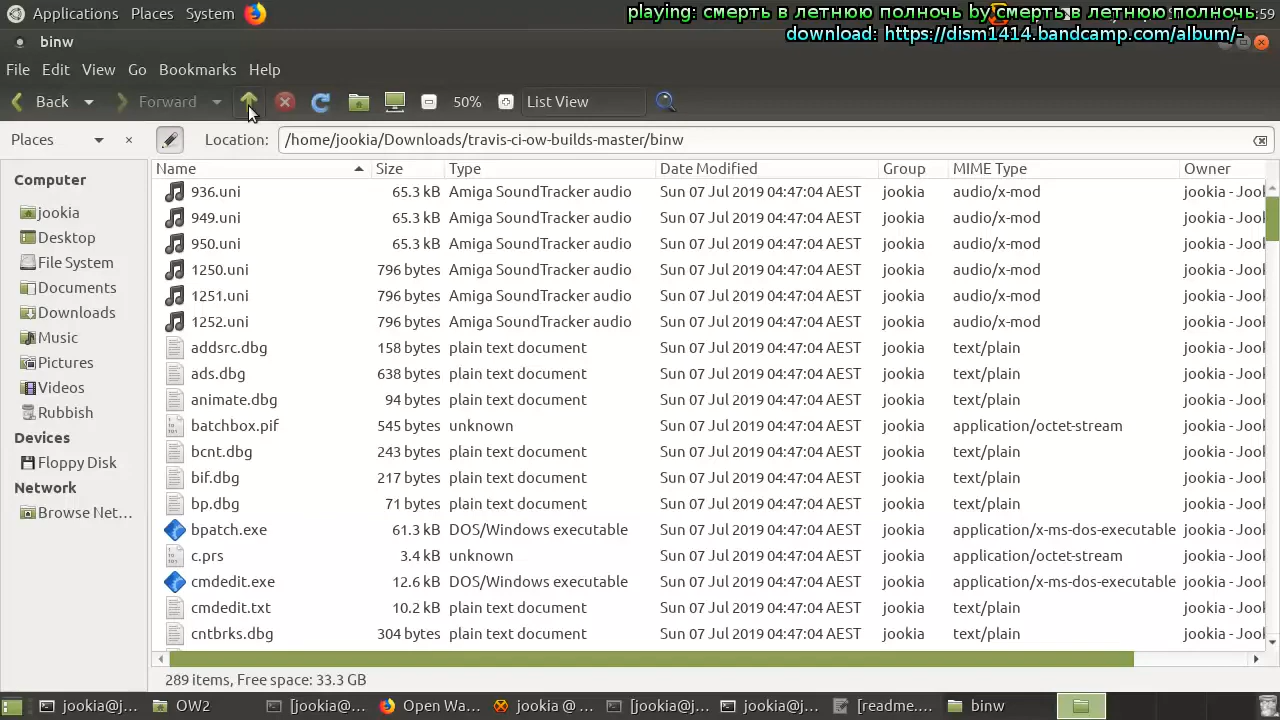 Applications Places System
playing: смерть в летнюю полночь by смерть в летнюю полночь
:59
download: https://dism1414.bandcamp.com/album/-
binw
File Edit View Go Bookmarks Help
Back Forward 50% List View
Places Location: /home/jookia/Downloads/travis-ci-ow-builds-master/binw
Name Size Type Date Modified Group MIME Type Owner
936.uni 65.3 kB Amiga SoundTracker audio Sun 07 Jul 2019 04:47:04 AEST jookia audio/x-mod jookia - Jook
949.uni 65.3 kB Amiga SoundTracker audio Sun 07 Jul 2019 04:47:04 AEST jookia audio/x-mod jookia - Jook
950.uni 65.3 kB Amiga SoundTracker audio Sun 07 Jul 2019 04:47:04 AEST jookia audio/x-mod jookia - Jook
1250.uni 796 bytes Amiga SoundTracker audio Sun 07 Jul 2019 04:47:04 AEST jookia audio/x-mod jookia - Jook
1251.uni 796 bytes Amiga SoundTracker audio Sun 07 Jul 2019 04:47:04 AEST jookia audio/x-mod jookia - Jook
1252.uni 796 bytes Amiga SoundTracker audio Sun 07 Jul 2019 04:47:04 AEST jookia audio/x-mod jookia - Jook
addsrc.dbg 158 bytes plain text document Sun 07 Jul 2019 04:47:04 AEST jookia text/plain jookia - Jook
ads.dbg 638 bytes plain text document Sun 07 Jul 2019 04:47:04 AEST jookia text/plain jookia - Jook
animate.dbg 94 bytes plain text document Sun 07 Jul 2019 04:47:04 AEST jookia text/plain jookia - Jook
batchbox.pif 545 bytes unknown Sun 07 Jul 2019 04:47:04 AEST jookia application/octet-stream jookia - Jook
bcnt.dbg 243 bytes plain text document Sun 07 Jul 2019 04:47:04 AEST jookia text/plain jookia - Jook
bif.dbg 217 bytes plain text document Sun 07 Jul 2019 04:47:04 AEST jookia text/plain jookia - Jook
bp.dbg 71 bytes plain text document Sun 07 Jul 2019 04:47:04 AEST jookia text/plain jookia - Jook
bpatch.exe 61.3 kB DOS/Windows executable Sun 07 Jul 2019 04:47:04 AEST jookia application/x-ms-dos-executable jookia - Jook
c.prs 3.4 kB unknown Sun 07 Jul 2019 04:47:04 AEST jookia application/octet-stream jookia - Jook
cmdedit.exe 12.6 kB DOS/Windows executable Sun 07 Jul 2019 04:47:04 AEST jookia application/x-ms-dos-executable jookia - Jook
cmdedit.txt 10.2 kB plain text document Sun 07 Jul 2019 04:47:04 AEST jookia text/plain jookia - Jook
cntbrks.dbg 304 bytes plain text document Sun 07 Jul 2019 04:47:04 AEST jookia text/plain jookia - Jook
Computer
jookia
Desktop
File System
Documents
Downloads
Music
Pictures
Videos
Rubbish
Devices
Floppy Disk
Network
Browse Net...
289 items, Free space: 33.3 GB
jookia@j... OW2 [jookia@... Open Wa... jookia @ ... [jookia@j... jookia@j... [readme.... binw